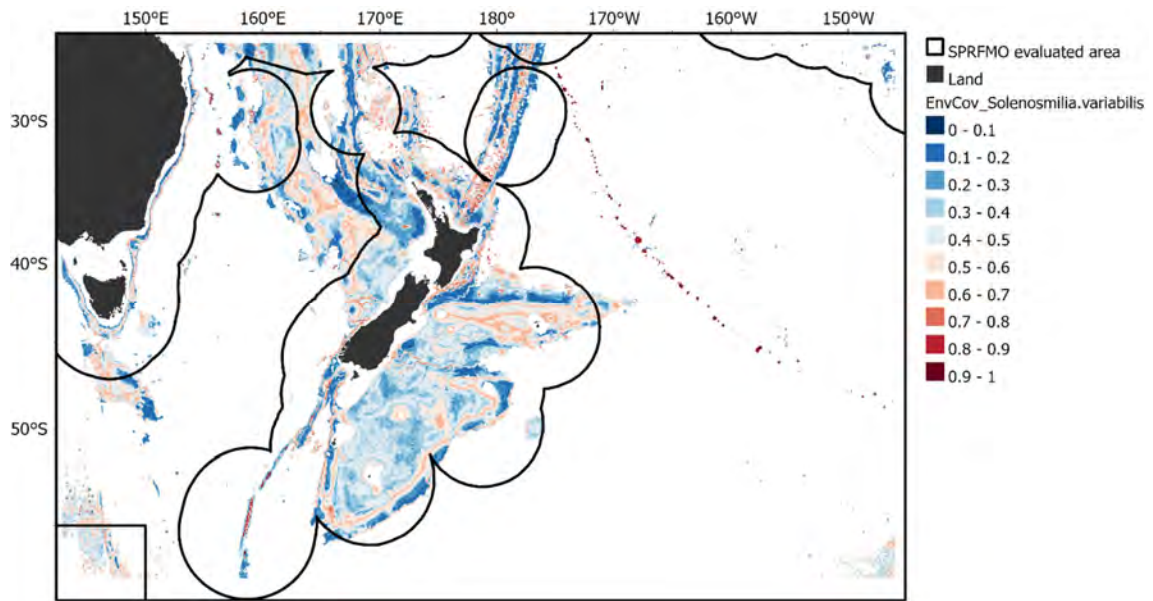 150°E 160°E 170°E 180° 170°W 160°W 150°W
30°S
40°S
50°S
SPRFMO evaluated area
Land
EnvCov_Solenosmilia.variabilis
0 - 0.1
0.1 - 0.2
0.2 - 0.3
0.3 - 0.4
0.4 - 0.5
0.5 - 0.6
0.6 - 0.7
0.7 - 0.8
0.8 - 0.9
0.9 - 1